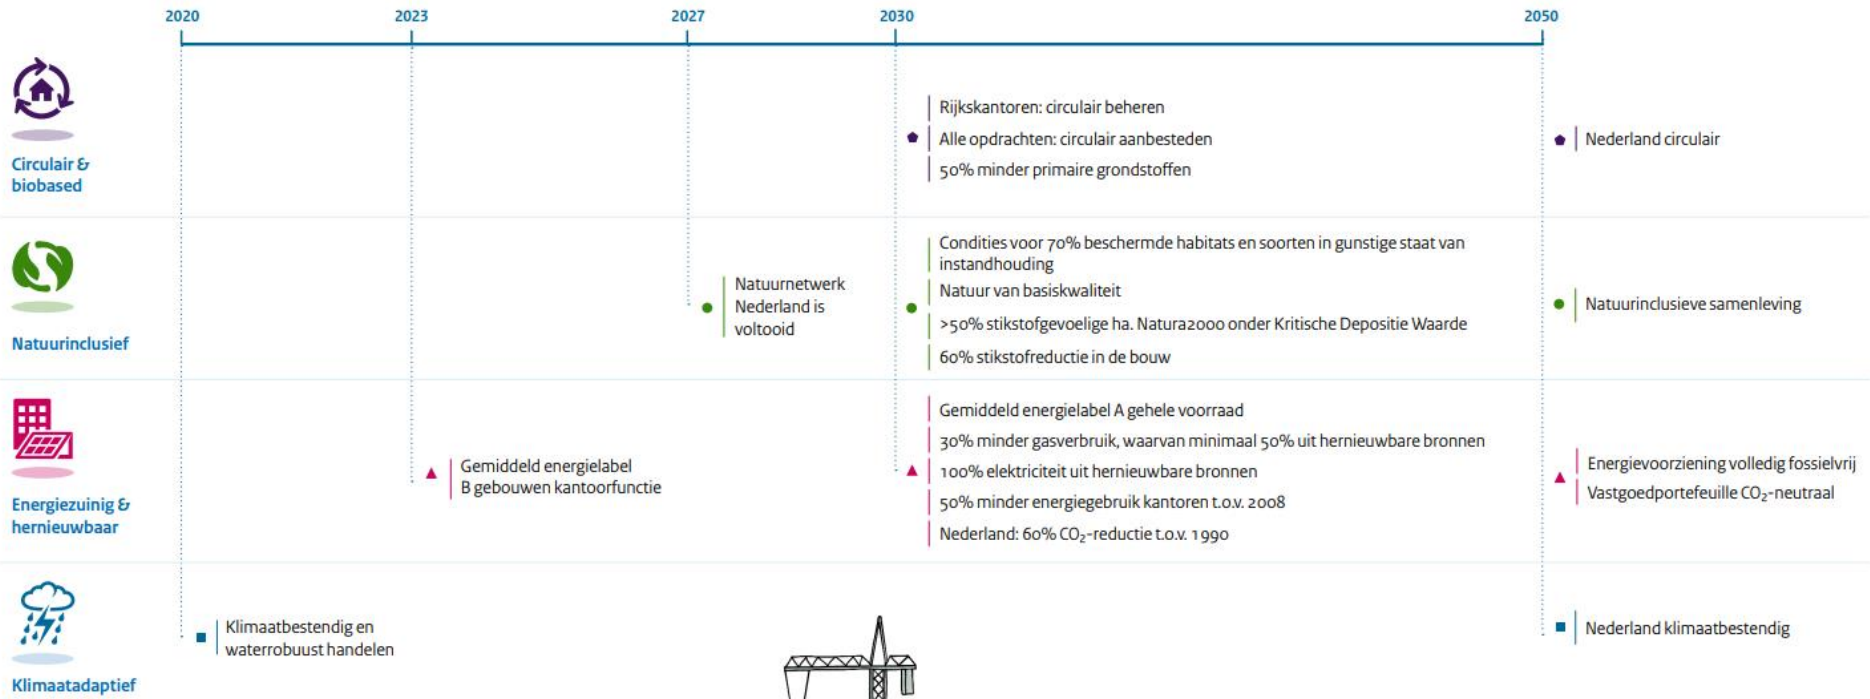 2020
2023
2027
2030
2050
Circulair &
biobased
Rijkskantoren: circulair beheren
Alle opdrachten: circulair aanbesteden
50% minder primaire grondstoffen
Nederland circulair
Natuurinclusief
Natuurnetwerk
Nederland is
voltooid
Condities voor 70% beschermde habitats en soorten in gunstige staat van
instandhouding
Natuur van basiskwaliteit
>50% stikstofgevoelige ha. Natura2000 onder Kritische Depositie Waarde
60% stikstofreductie in de bouw
Natuurinclusieve samenleving
Energiezuinig &
hernieuwbaar
Gemiddeld energielabel
B gebouwen kantoorfunctie
Gemiddeld energielabel A gehele voorraad
30% minder gasverbruik, waarvan minimaal 50% uit hernieuwbare bronnen
100% elektriciteit uit hernieuwbare bronnen
50% minder energiegebruik kantoren t.o.v. 2008
Nederland: 60% CO₂-reductie t.o.v. 1990
Energievoorziening volledig fossielvrij
Vastgoedportefeuille CO₂-neutraal
Klimaatadaptief
Klimaatbestendig en
waterrobuust handelen
Nederland klimaatbestendig